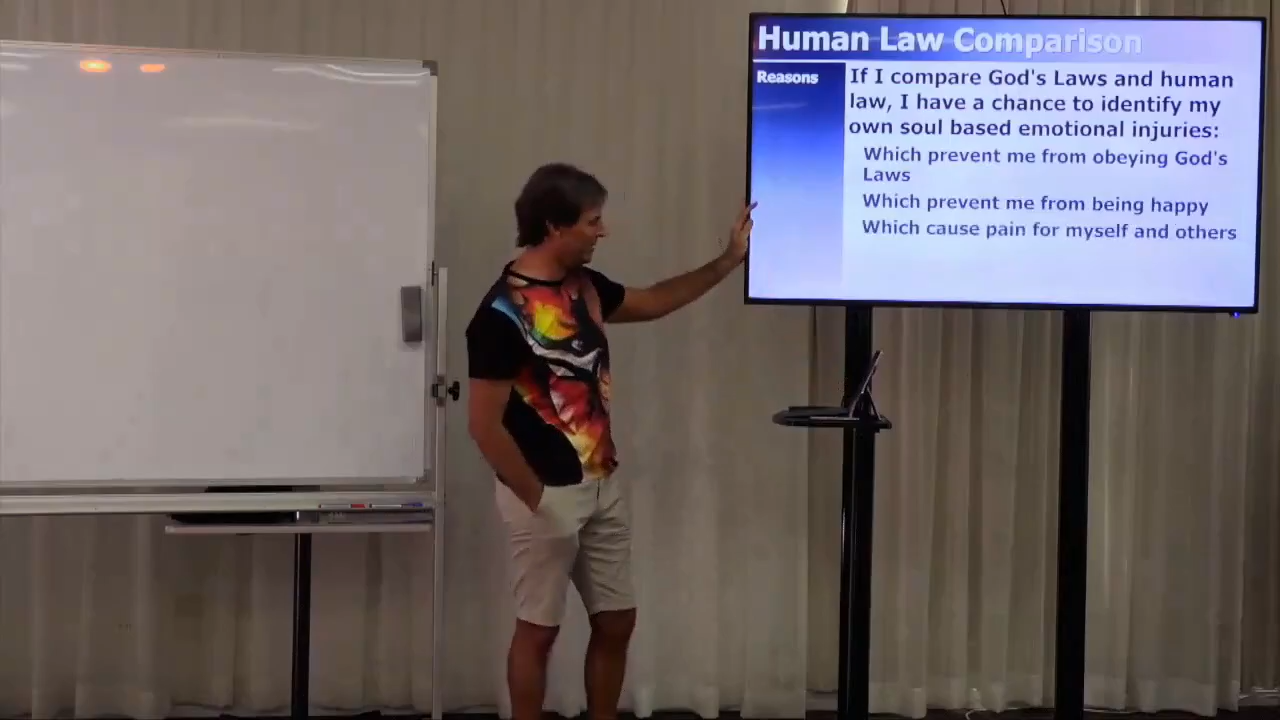 Human Law Comparison
Reasons
If I compare God's Laws and human
law, I have a chance to identify my
own soul based emotional injuries:
Which prevent me from obeying God's
Laws
Which prevent me from being happy
Which cause pain for myself and others